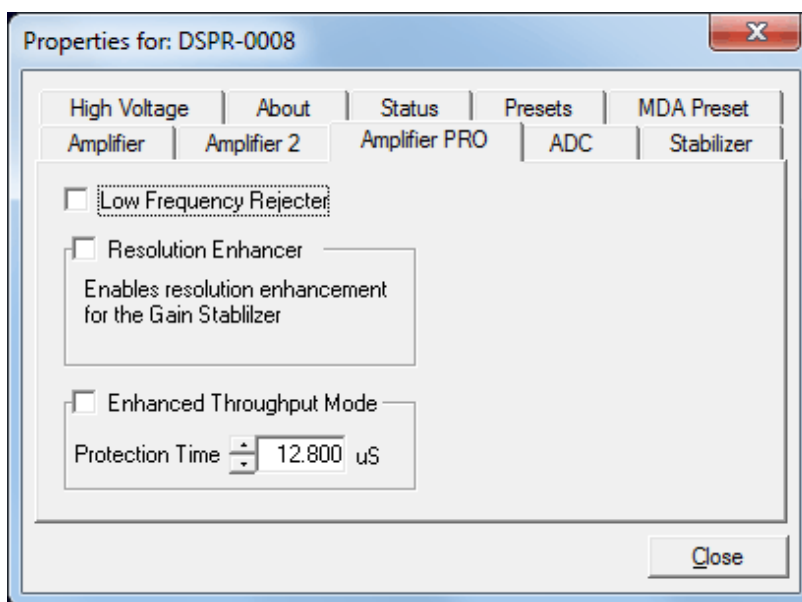 Properties for: DSPR-0008
High Voltage About Status Presets MDA Preset
Amplifier Amplifier 2 Amplifier PRO ADC Stabilizer
Low Frequency Rejecter
Resolution Enhancer
Enables resolution enhancement
for the Gain Stablilzer
Enhanced Throughput Mode
Protection Time 12.800 uS
Close